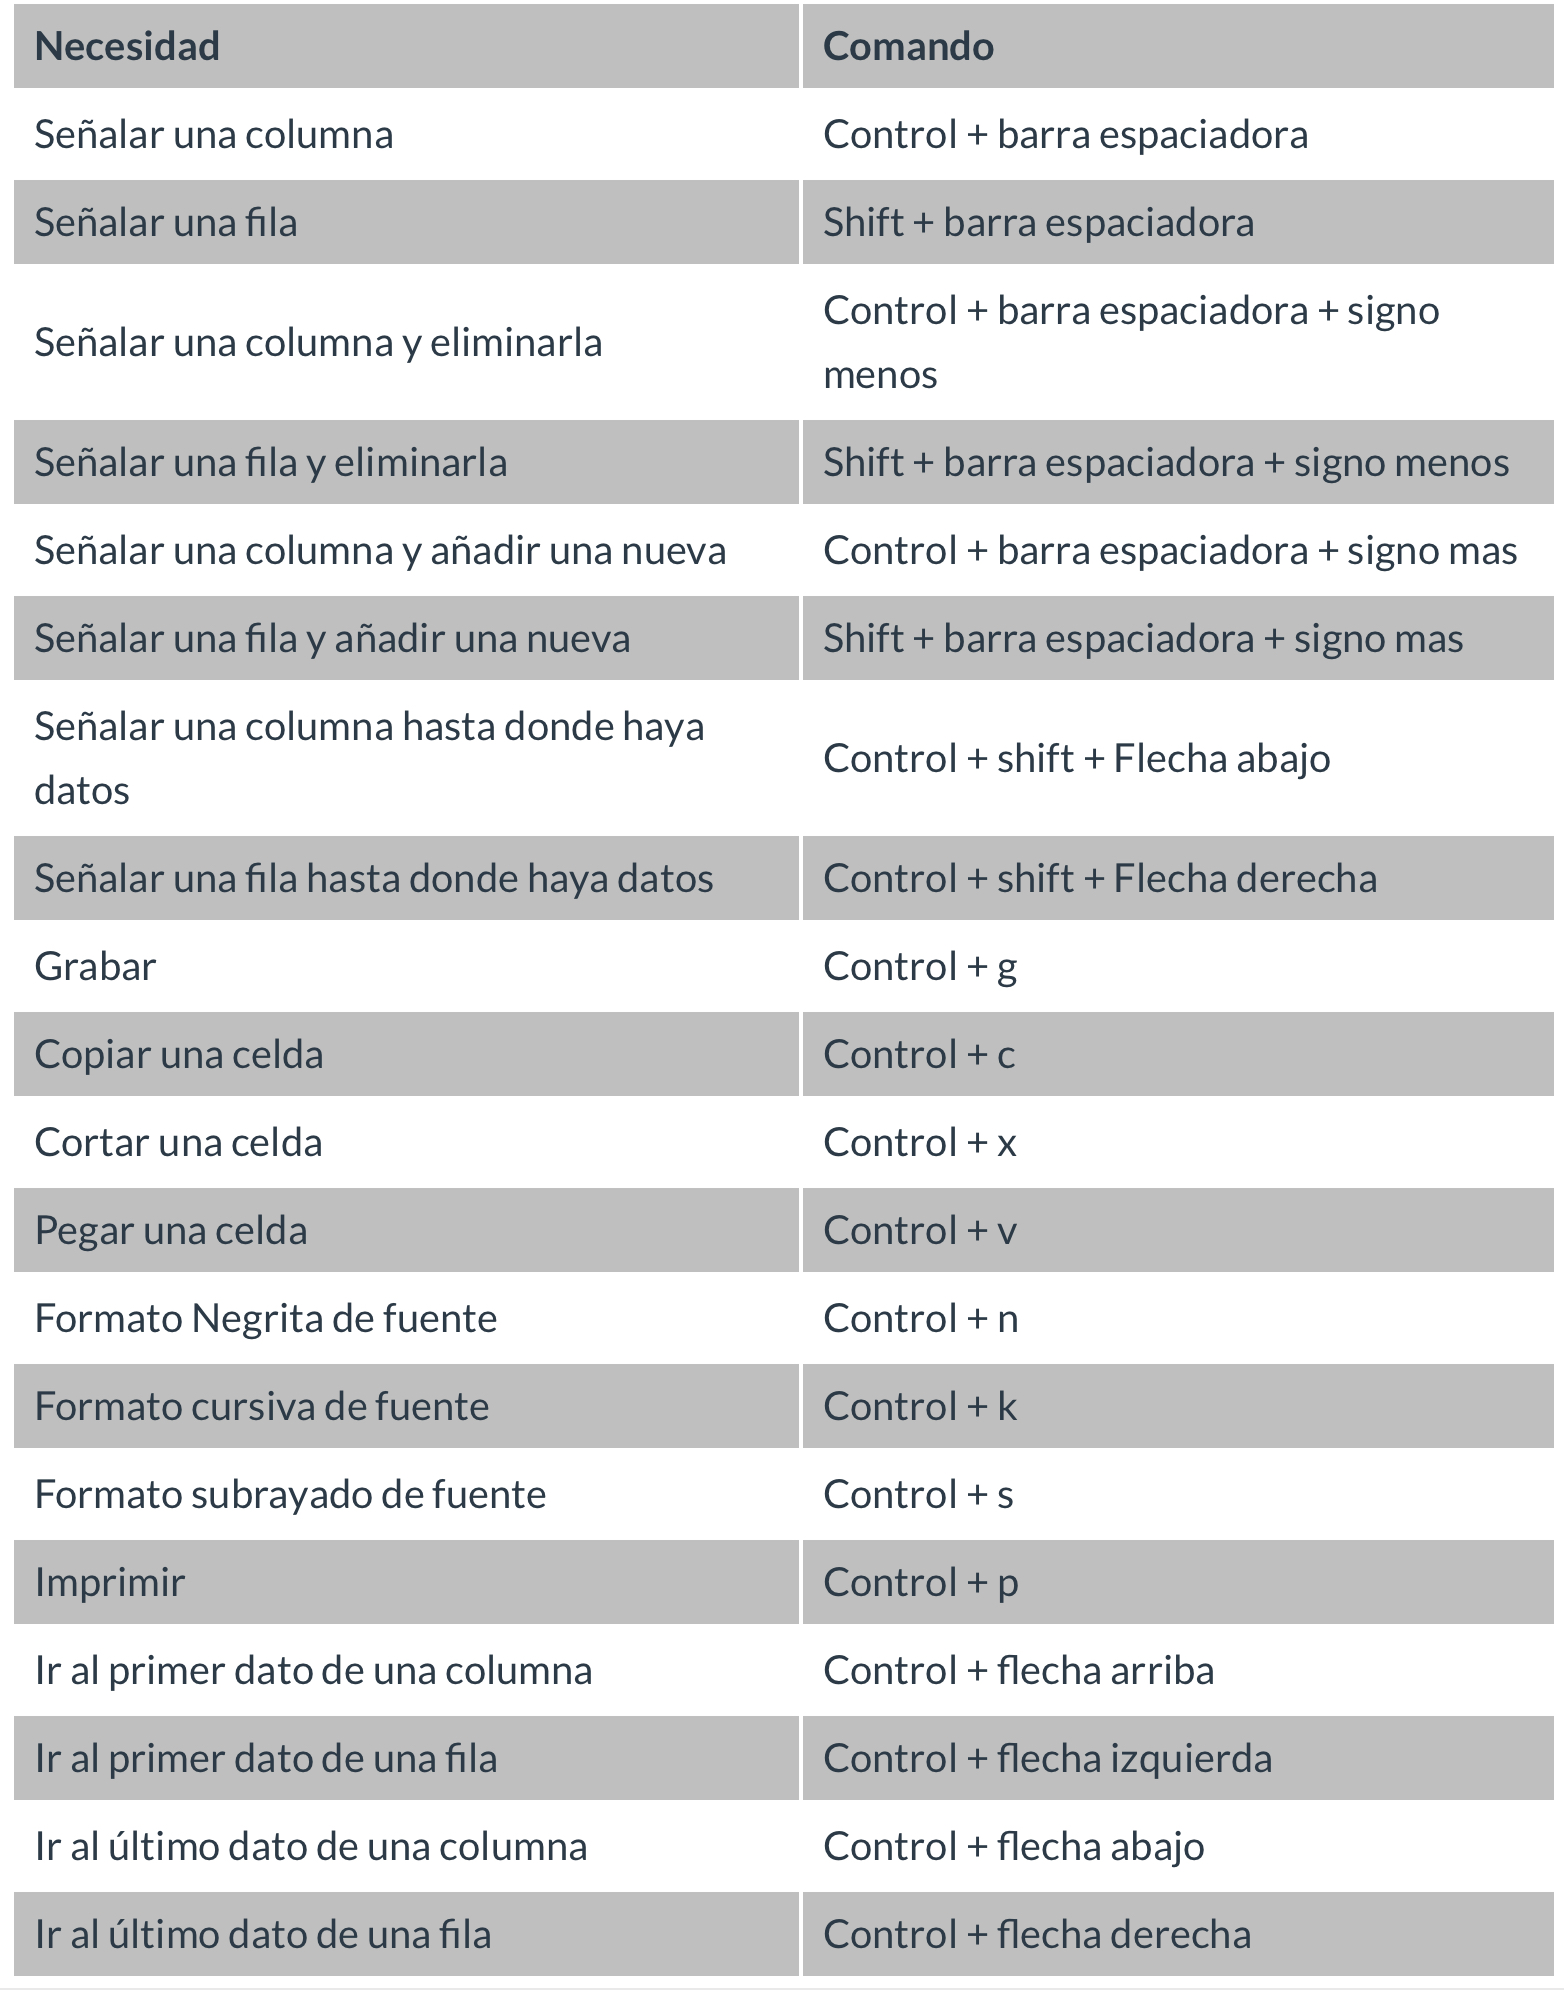 Necesidad Comando
Señalar una columna Control + barra espaciadora
Señalar una fila Shift + barra espaciadora
Señalar una columna y eliminarla Control + barra espaciadora + signo
menos
Señalar una fila y eliminarla Shift + barra espaciadora + signo menos
Señalar una columna y añadir una nueva Control + barra espaciadora + signo mas
Señalar una fila y añadir una nueva Shift + barra espaciadora + signo mas
Señalar una columna hasta donde haya
datos Control + shift + Flecha abajo
Señalar una fila hasta donde haya datos Control + shift + Flecha derecha
Grabar Control + g
Copiar una celda Control + c
Cortar una celda Control + x
Pegar una celda Control + v
Formato Negrita de fuente Control + n
Formato cursiva de fuente Control + k
Formato subrayado de fuente Control + s
Imprimir Control + p
Ir al primer dato de una columna Control + flecha arriba
Ir al primer dato de una fila Control + flecha izquierda
Ir al último dato de una columna Control + flecha abajo
Ir al último dato de una fila Control + flecha derecha